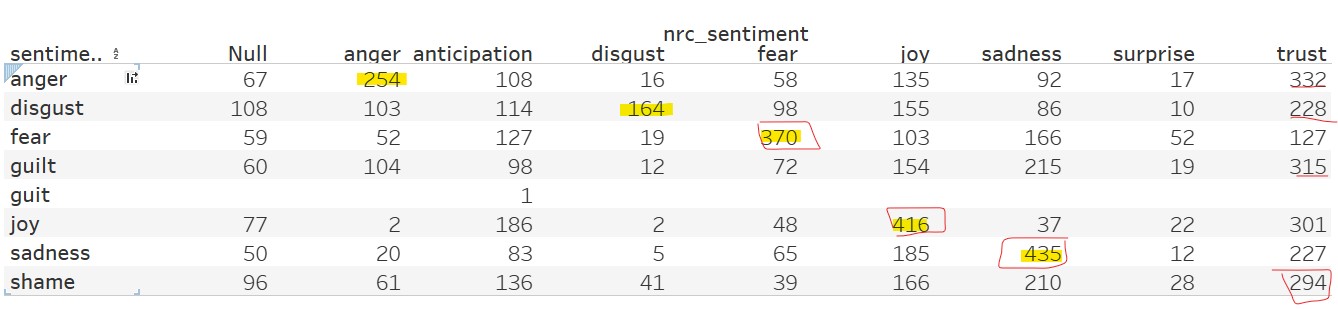 nrc_sentiment
sentime.. Null anger anticipation disgust fear joy sadness surprise trust
anger 67 254 108 16 58 135 92 17 332
disgust 108 103 114 164 98 155 86 10 228
fear 59 52 127 19 370 103 166 52 127
guilt 60 104 98 12 72 154 215 19 315
guit 1
joy 77 2 186 2 48 416 37 22 301
sadness 50 20 83 5 65 185 435 12 227
shame 96 61 136 41 39 166 210 28 294